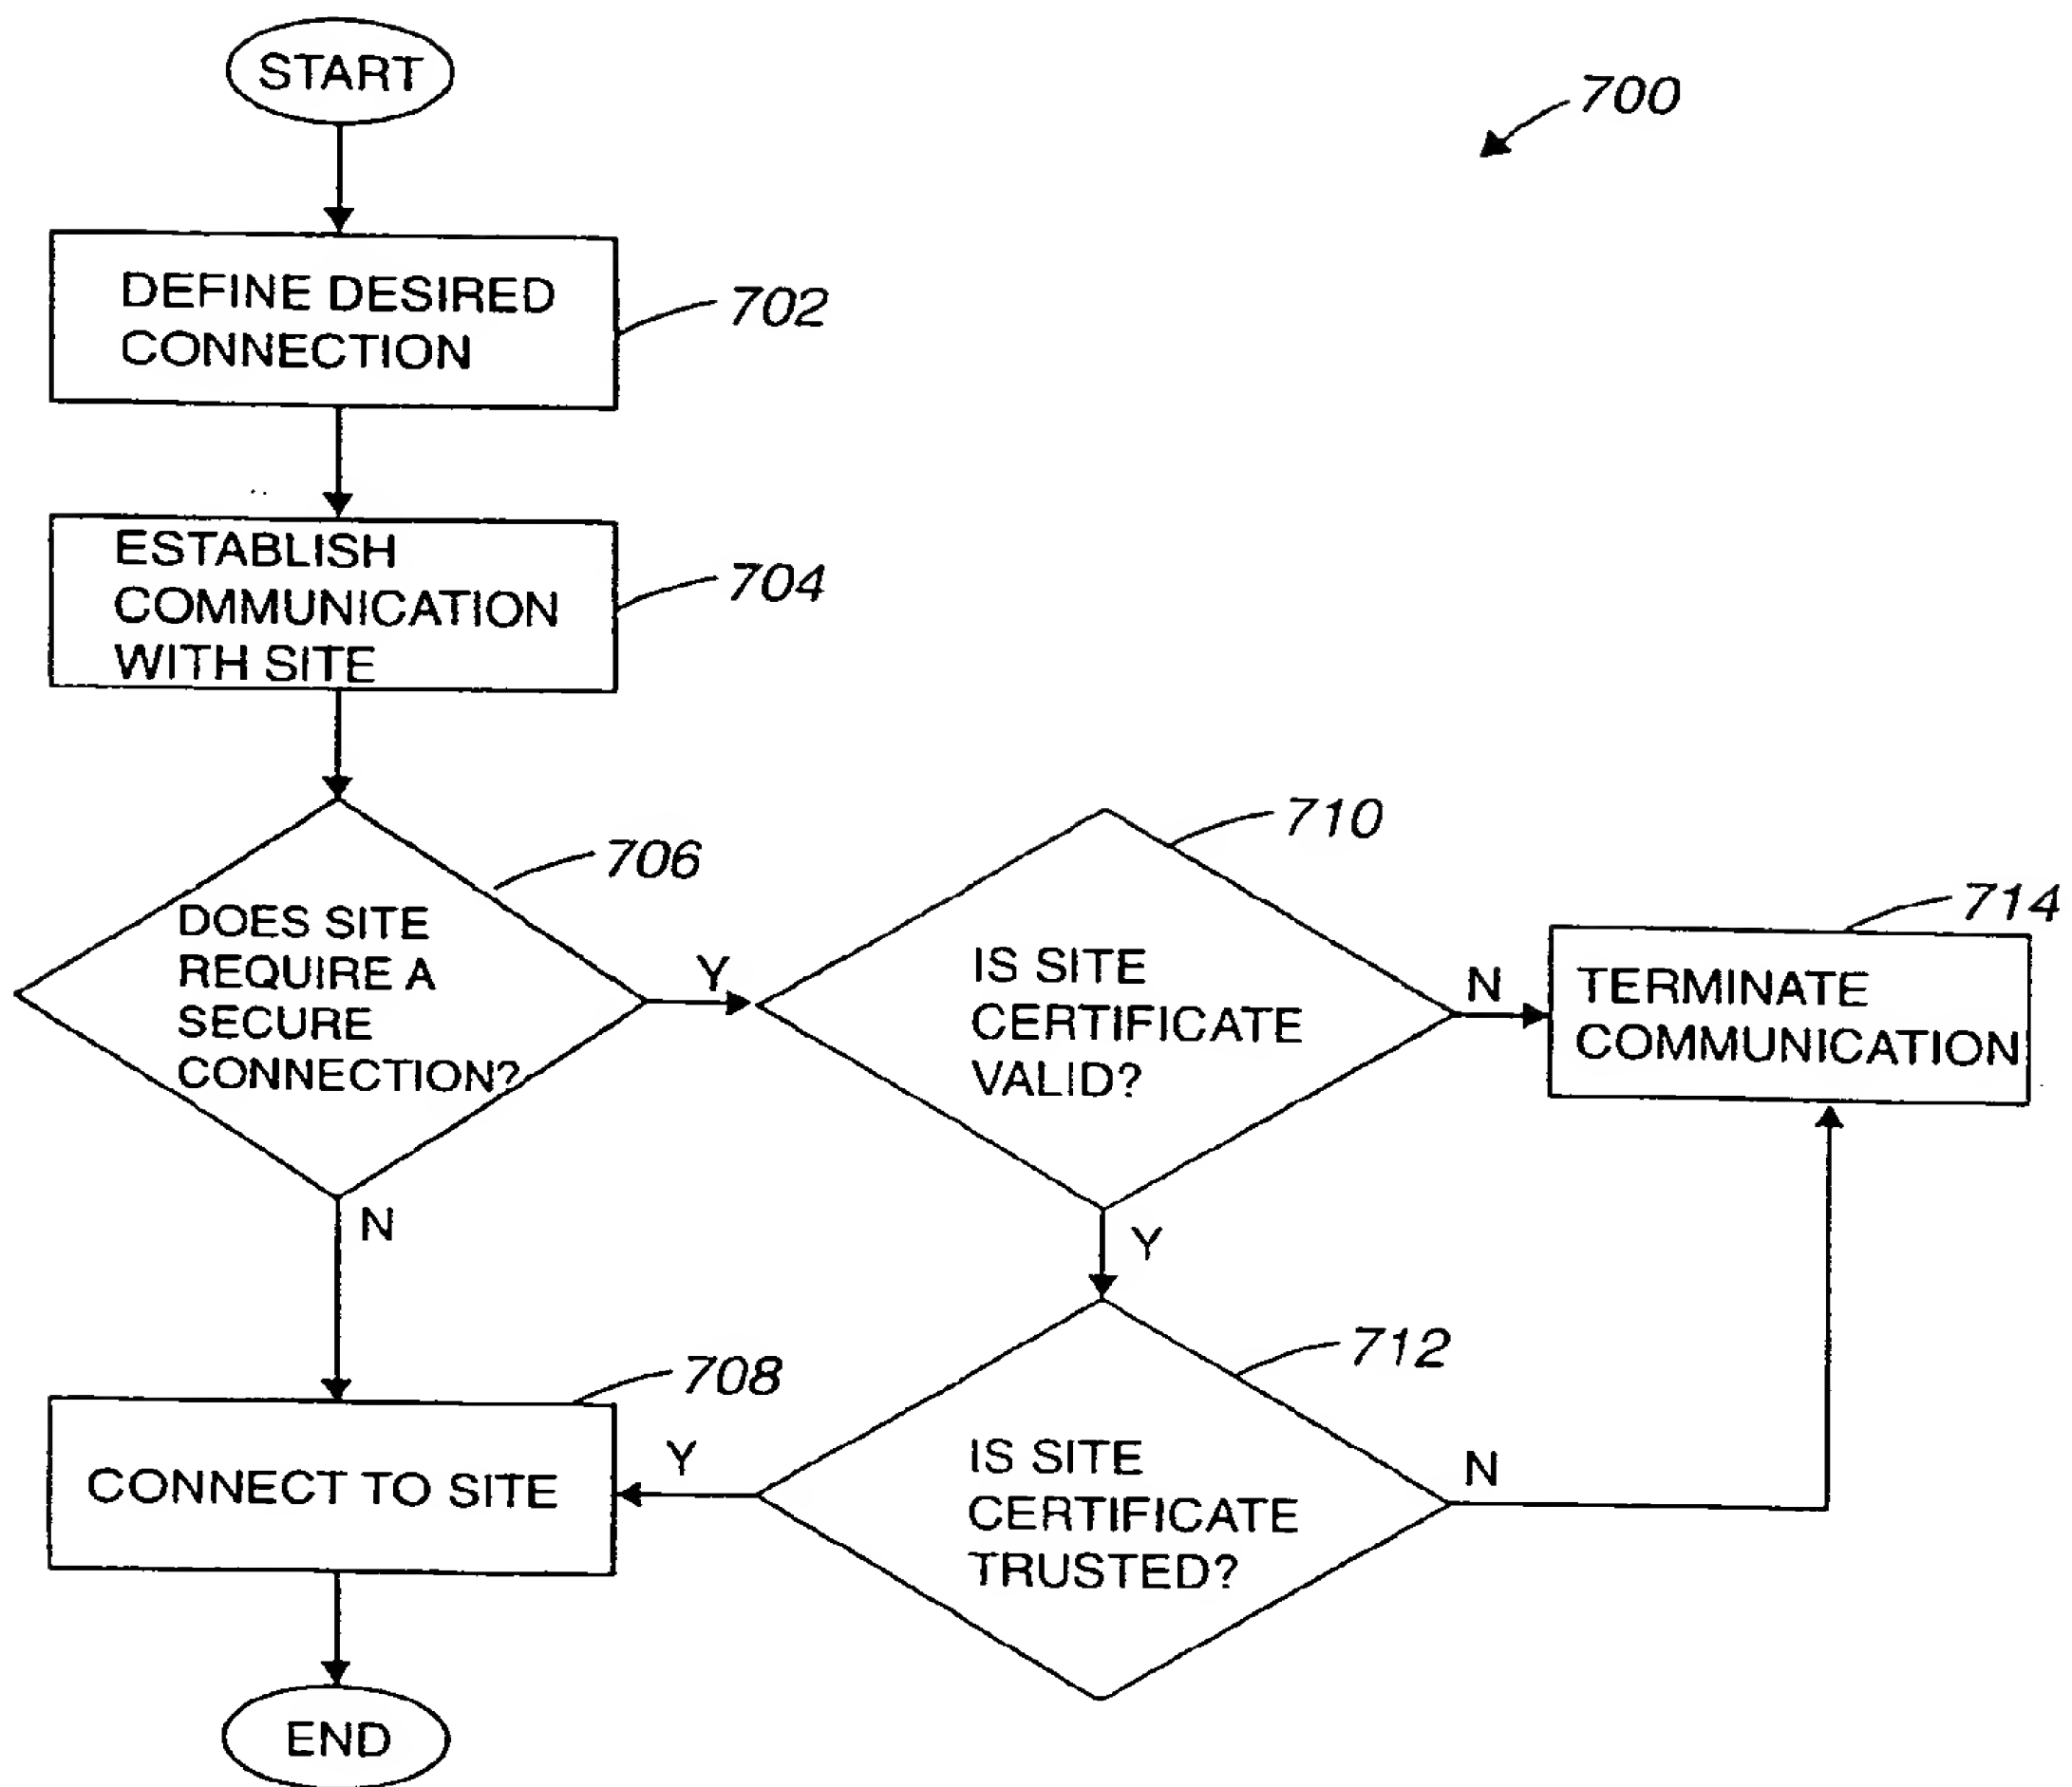 START
700
DEFINE DESIRED
CONNECTION
702
ESTABLISH
COMMUNICATION
WITH SITE
704
706
DOES SITE
REQUIRE A
SECURE
CONNECTION?
Y
N
710
IS SITE
CERTIFICATE
VALID?
N
Y
714
TERMINATE
COMMUNICATION
708
CONNECT TO SITE
Y
712
IS SITE
CERTIFICATE
TRUSTED?
N
END